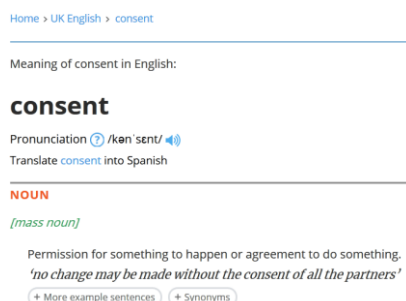 Home › UK English › consent
Meaning of consent in English:
consent
Pronunciation ? /kənˈsɛnt/
Translate consent into Spanish
NOUN
[mass noun]
Permission for something to happen or agreement to do something.
‘no change may be made without the consent of all the partners’
+ More example sentences + Synonyms